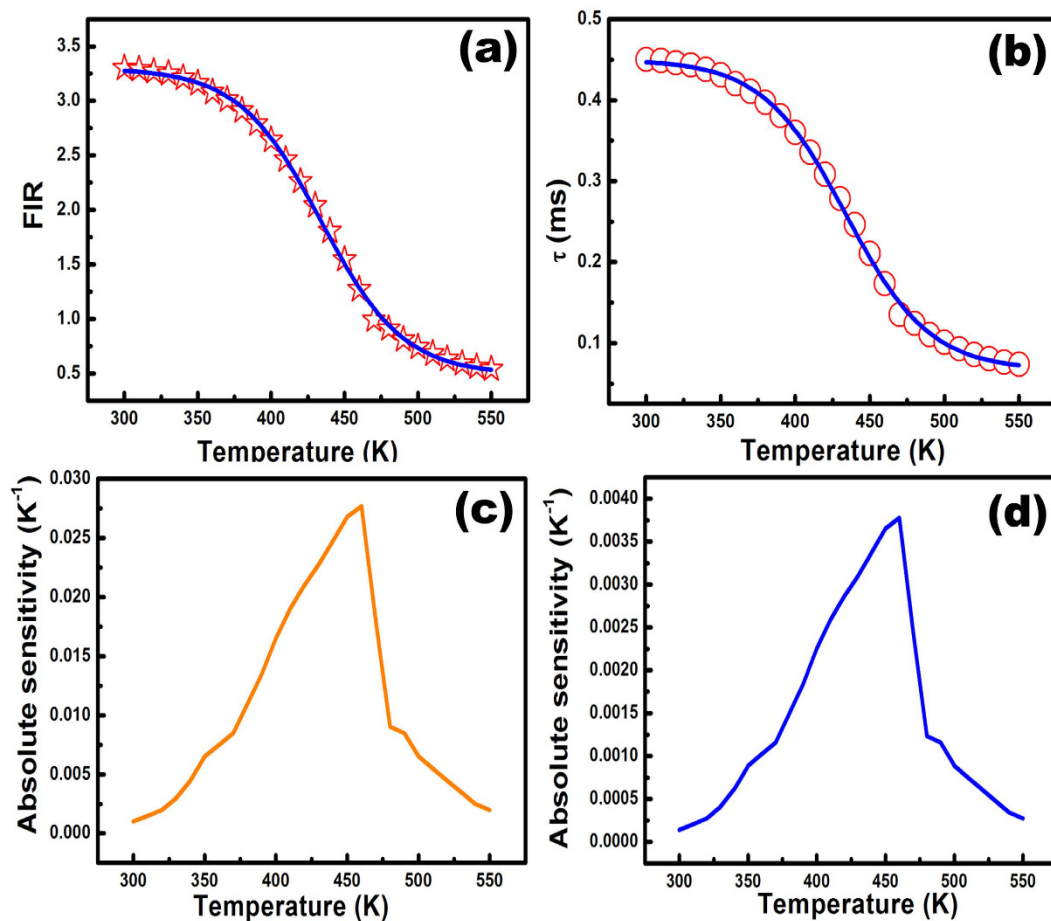 (a)
FIR
3.5
3.0
2.5
2.0
1.5
1.0
0.5
300 350 400 450 500 550
Temperature (K)
(b)
τ (ms)
0.5
0.4
0.3
0.2
0.1
300 350 400 450 500 550
Temperature (K)
(c)
Absolute sensitivity (K⁻¹)
0.030
0.025
0.020
0.015
0.010
0.005
0.000
300 350 400 450 500 550
Temperature (K)
(d)
Absolute sensitivity (K⁻¹)
0.0040
0.0035
0.0030
0.0025
0.0020
0.0015
0.0010
0.0005
0.0000
300 350 400 450 500 550
Temperature (K)